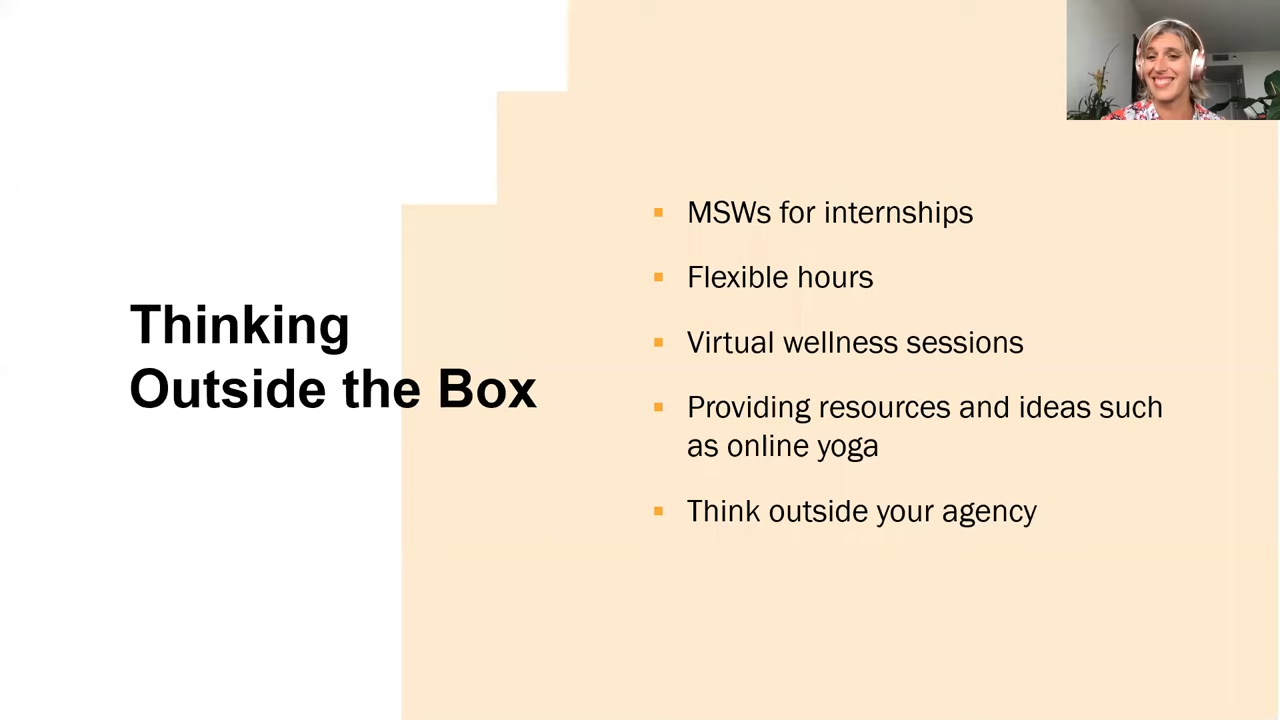 Thinking
Outside the Box
MSWs for internships
Flexible hours
Virtual wellness sessions
Providing resources and ideas such
as online yoga
Think outside your agency